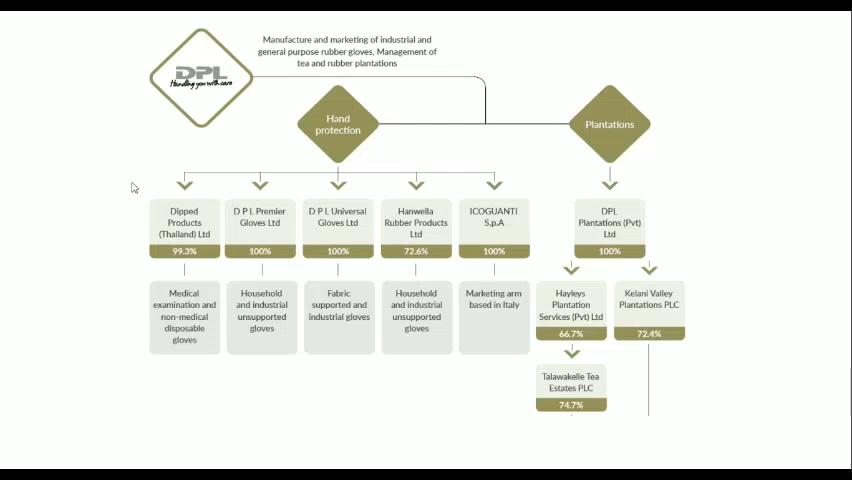 Manufacture and marketing of industrial and
general purpose rubber gloves, Management of
tea and rubber plantations
DPL
Handling you with care
Hand
protection
Plantations
Dipped
Products
(Thailand) Ltd
99.3%
D P L Premier
Gloves Ltd
100%
D P L Universal
Gloves Ltd
100%
Hanwella
Rubber Products
Ltd
72.6%
ICOGUANTI
S.p.A
100%
DPL
Plantations (Pvt)
Ltd
100%
Medical
examination and
non-medical
disposable
gloves
Household
and industrial
unsupported
gloves
Fabric
supported and
industrial gloves
Household
and industrial
unsupported
gloves
Marketing arm
based in Italy
Hayleys
Plantation
Services (Pvt) Ltd
66.7%
Kelani Valley
Plantations PLC
72.4%
Talawakelle Tea
Estates PLC
74.7%